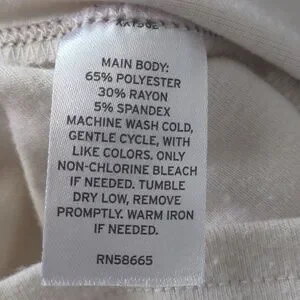 MAIN BODY:
65% POLYESTER
30% RAYON
5% SPANDEX
MACHINE WASH COLD,
GENTLE CYCLE, WITH
LIKE COLORS. ONLY
NON-CHLORINE BLEACH
IF NEEDED. TUMBLE
DRY LOW, REMOVE
PROMPTLY. WARM IRON
IF NEEDED.
RN58665